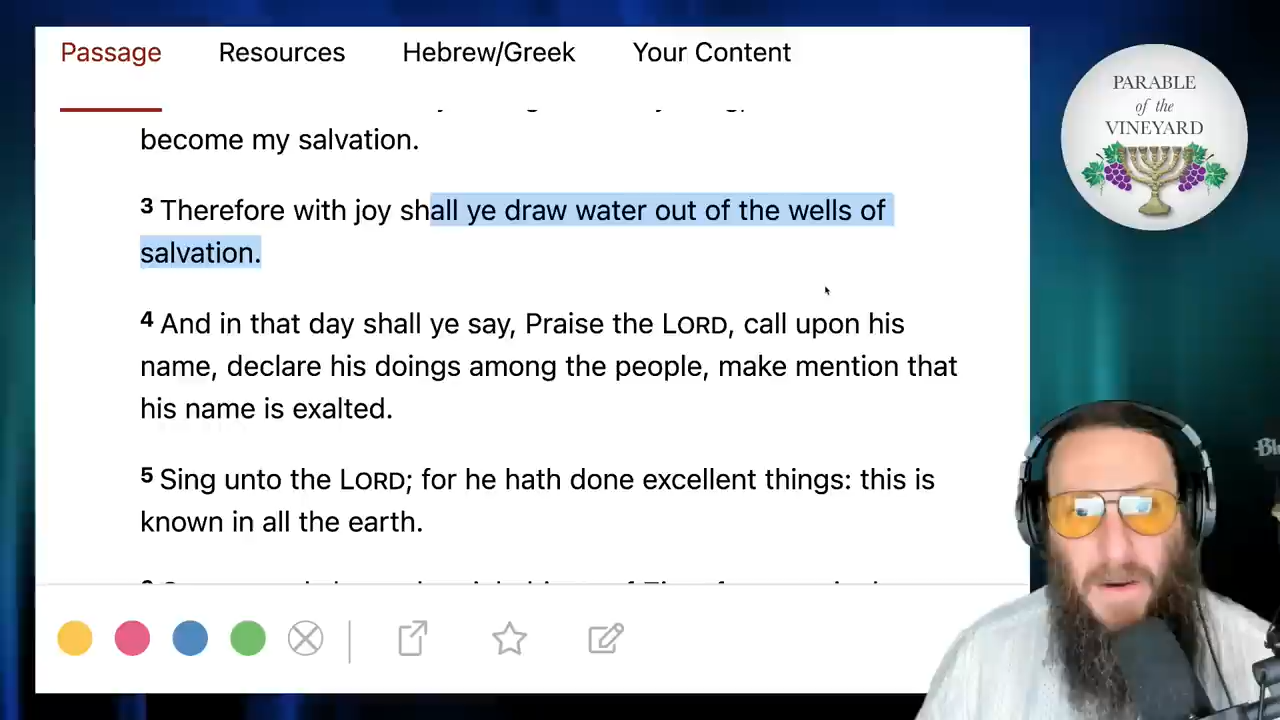 Passage Resources Hebrew/Greek Your Content
become my salvation.
3 Therefore with joy shall ye draw water out of the wells of
salvation.
4 And in that day shall ye say, Praise the LORD, call upon his
name, declare his doings among the people, make mention that
his name is exalted.
5 Sing unto the LORD; for he hath done excellent things: this is
known in all the earth.
PARABLE
of the
VINEYARD